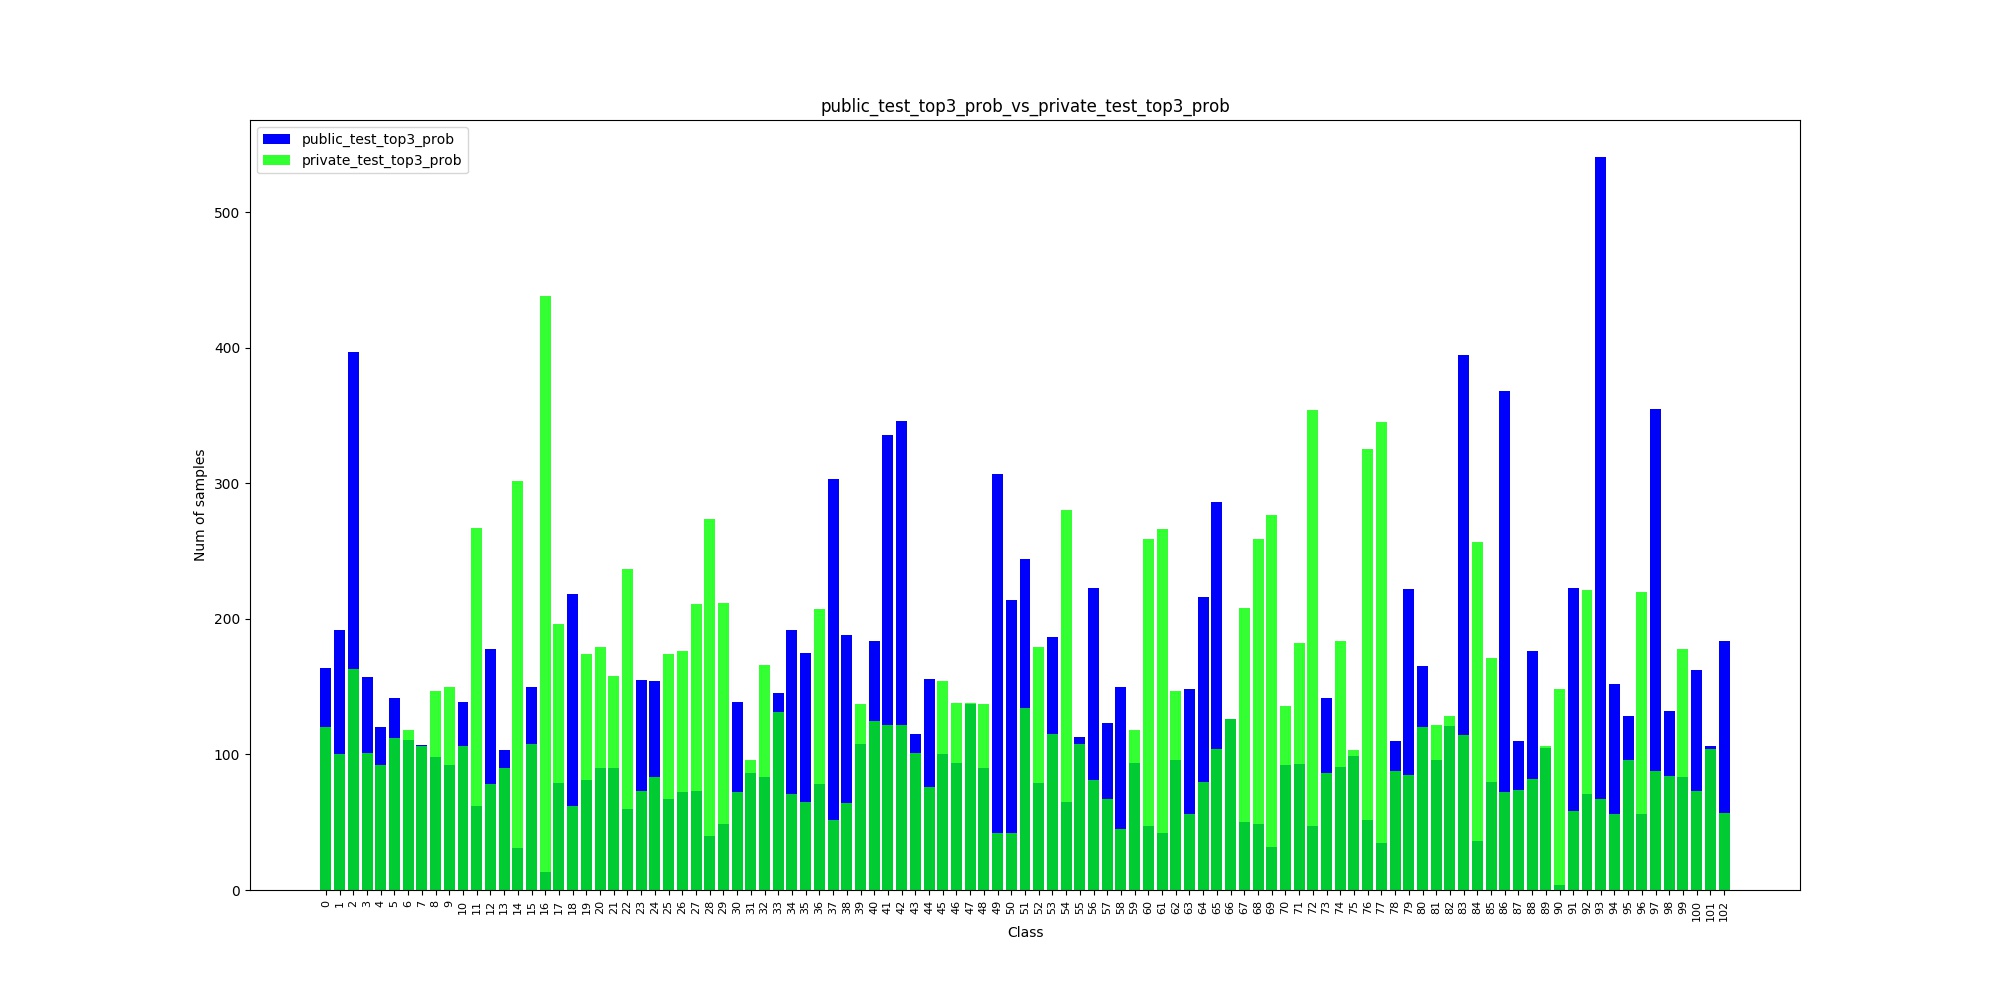 public_test_top3_prob_vs_private_test_top3_prob
public_test_top3_prob
private_test_top3_prob
500
400
300
200
100
0
Num of samples
0 1 2 3 4 5 6 7 8 9 10 11 12 13 14 15 16 17 18 19 20 21 22 23 24 25 26 27 28 29 30 31 32 33 34 35 36 37 38 39 40 41 42 43 44 45 46 47 48 49 50 51 52 53 54 55 56 57 58 59 60 61 62 63 64 65 66 67 68 69 70 71 72 73 74 75 76 77 78 79 80 81 82 83 84 85 86 87 88 89 90 91 92 93 94 95 96 97 98 99 100 101 102
Class